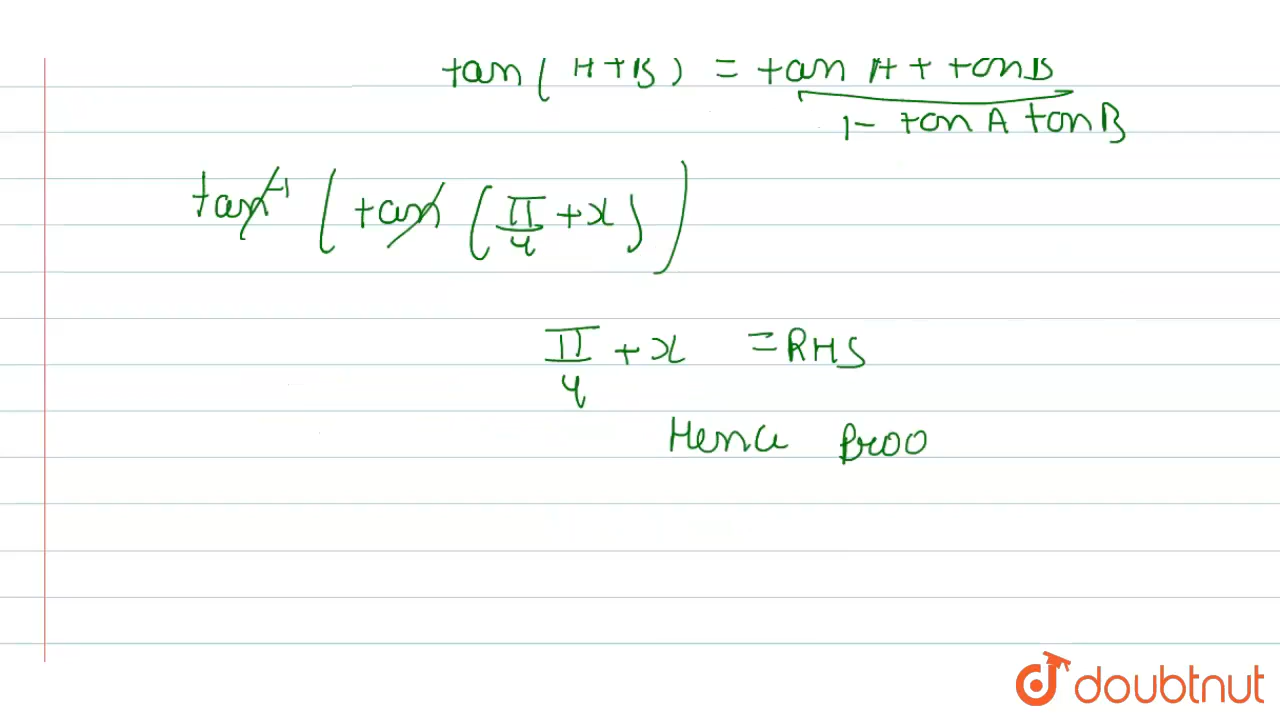 tan(A+B) = tan A + tan B
1 - tan A tan B
tan⁻¹(tan(π/4 + x))
π/4 + x = RHS
Hence Proo
doubtnut